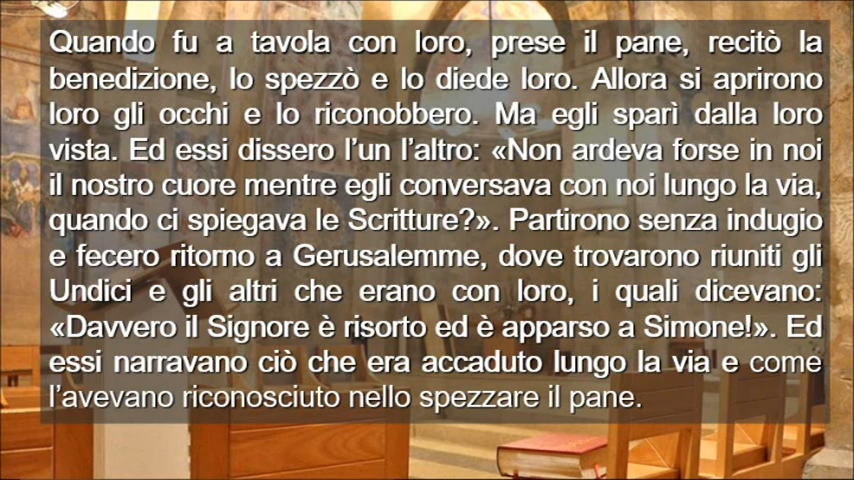 Quando fu a tavola con loro, prese il pane, recitò la
benedizione, lo spezzò e lo diede loro. Allora si aprirono
loro gli occhi e lo riconobbero. Ma egli sparì dalla loro
vista. Ed essi dissero l'un l'altro: «Non ardeva forse in noi
il nostro cuore mentre egli conversava con noi lungo la via,
quando ci spiegava le Scritture?». Partirono senza indugio
e fecero ritorno a Gerusalemme, dove trovarono riuniti gli
Undici e gli altri che erano con loro, i quali dicevano:
«Davvero il Signore è risorto ed è apparso a Simone!». Ed
essi narravano ciò che era accaduto lungo la via e come
l'avevano riconosciuto nello spezzare il pane.